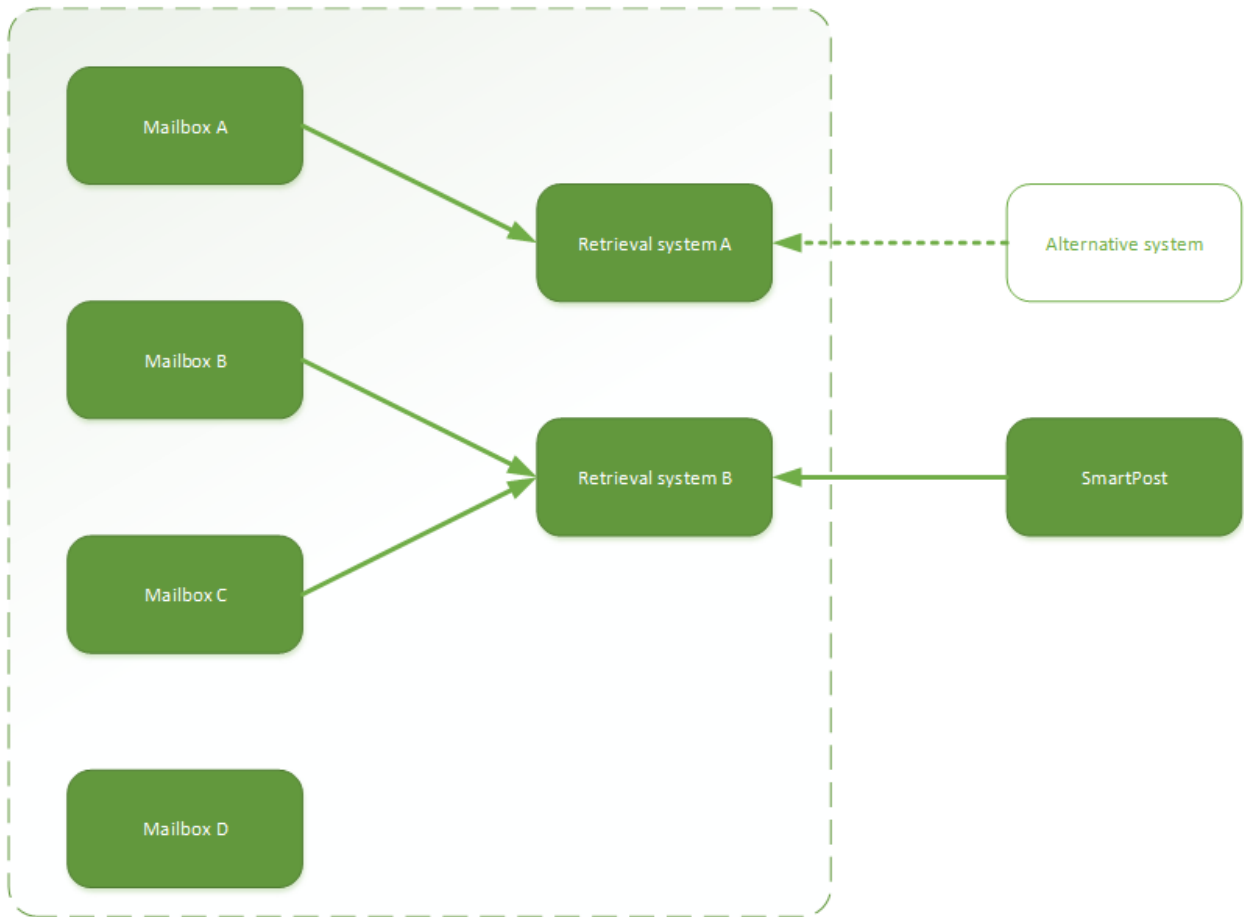 Mailbox A
Retrieval system A
Alternative system
Mailbox B
Retrieval system B
SmartPost
Mailbox C
Mailbox D